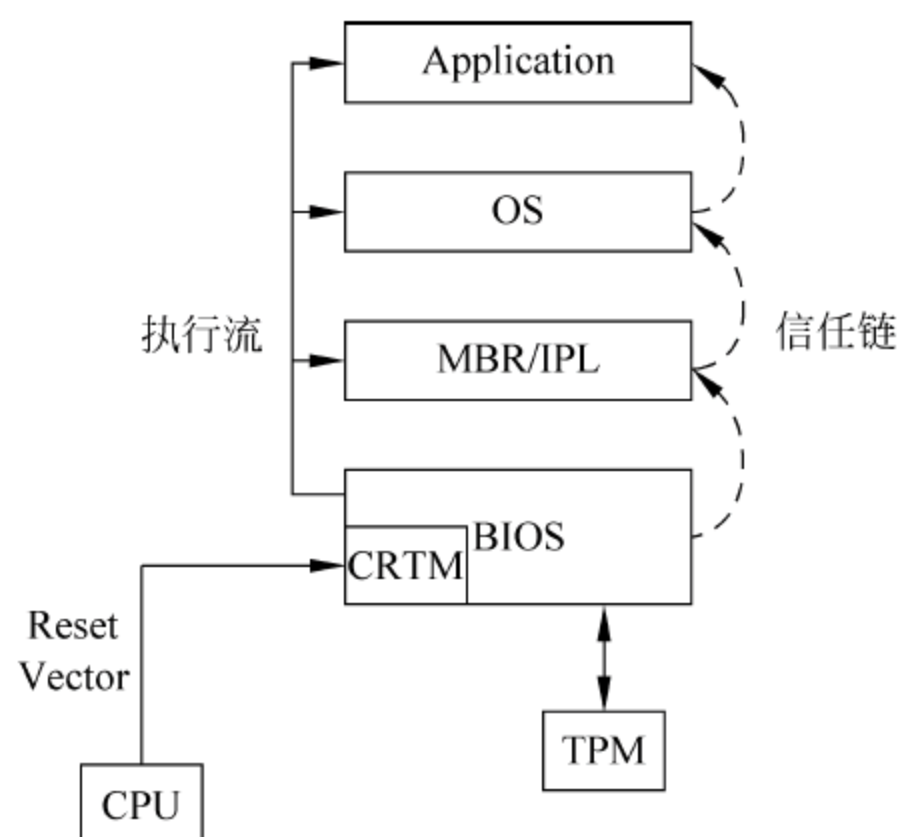 Application
OS
执行流
信任链
MBR/IPL
BIOS
CRTM
Reset
Vector
TPM
CPU